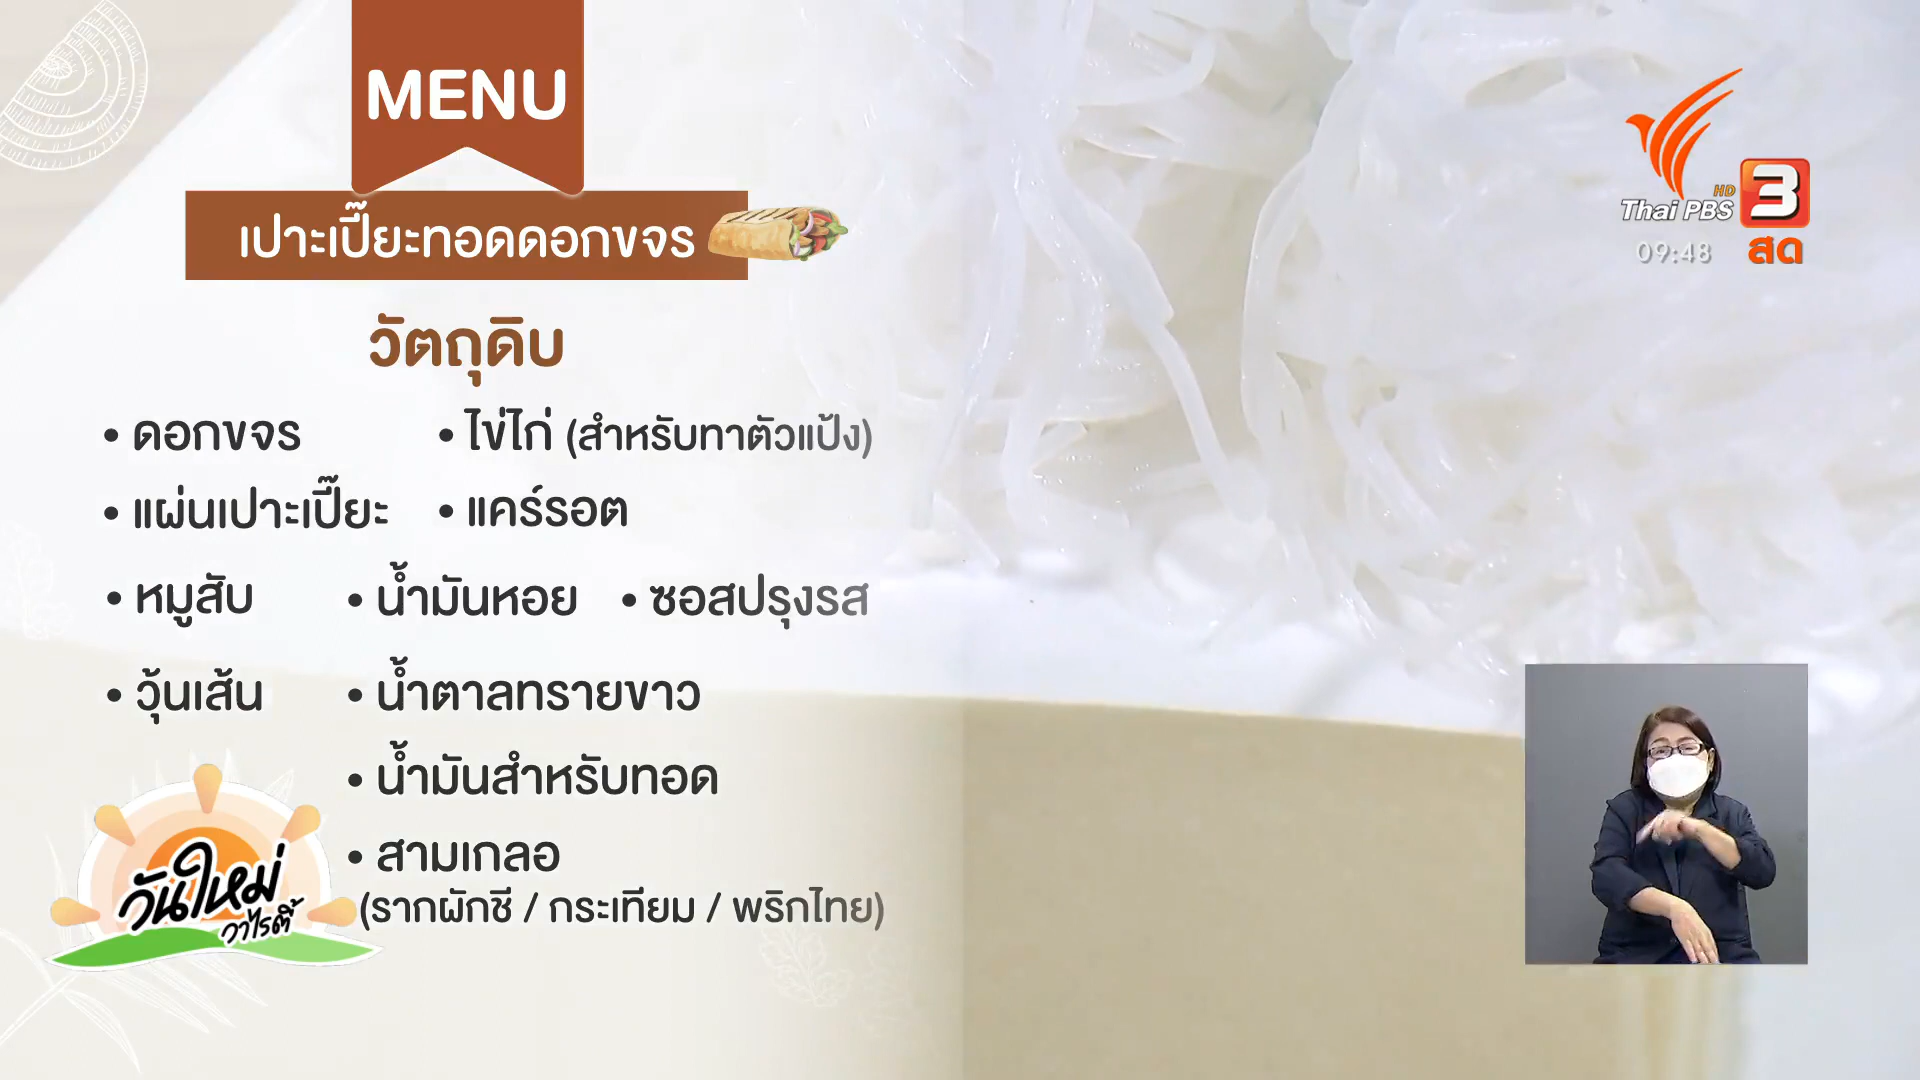 MENU
เปาะเปี๊ยะทอดดอกขจร
วัตถุดิบ
• ดอกขจร
• ไข่ไก่ (สำหรับทาตัวแป้ง)
• แผ่นเปาะเปี๊ยะ
• แคร์รอต
• หมูสับ
• น้ำมันหอย
• ซอสปรุงรส
• วุ้นเส้น
• น้ำตาลทรายขาว
• น้ำมันสำหรับทอด
• สามเกลอ
(รากผักชี / กระเทียม / พริกไทย)
วันใหม่
วาไรตี้
HD
Thai PBS 3
09:48 สด